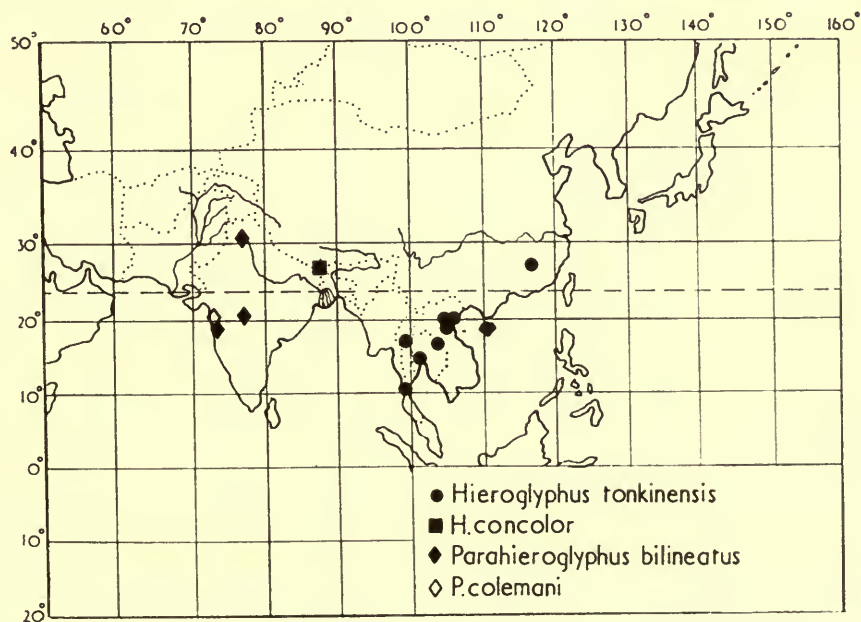 50° 60° 70° 80° 90° 100° 110° 120° 130° 140° 150° 160°
40°
30°
20°
10°
0°
10°
20°
● Hieroglyphus tonkinensis
■ H.concolor
◆ Parahieroglyphus bilineatus
◇ P.colemani